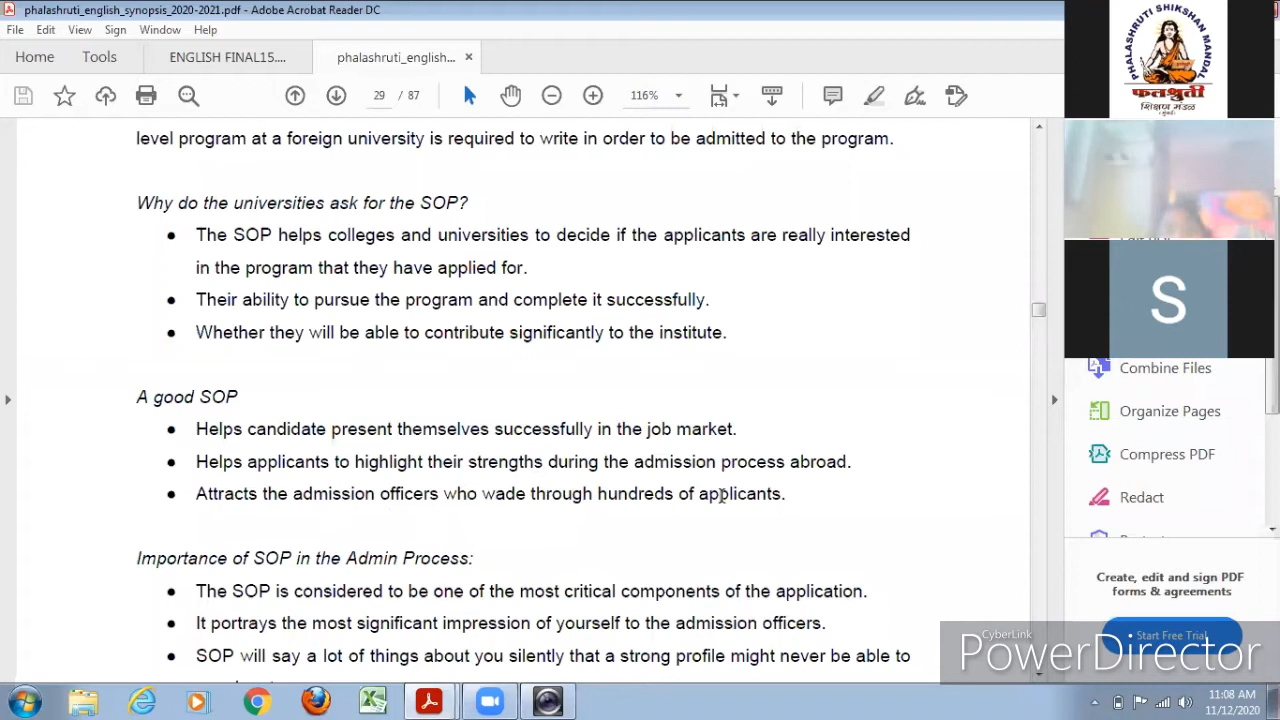 phalashruti_english_synopsis_2020-2021.pdf - Adobe Acrobat Reader DC
File Edit View Sign Window Help
Home Tools ENGLISH FINAL15.... phalashruti_english... ×
29 / 87 116%
level program at a foreign university is required to write in order to be admitted to the program.
Why do the universities ask for the SOP?
• The SOP helps colleges and universities to decide if the applicants are really interested
in the program that they have applied for.
• Their ability to pursue the program and complete it successfully.
• Whether they will be able to contribute significantly to the institute.
A good SOP
• Helps candidate present themselves successfully in the job market.
• Helps applicants to highlight their strengths during the admission process abroad.
• Attracts the admission officers who wade through hundreds of applicants.
Importance of SOP in the Admin Process:
• The SOP is considered to be one of the most critical components of the application.
• It portrays the most significant impression of yourself to the admission officers.
• SOP will say a lot of things about you silently that a strong profile might never be able to
PHALASHRUTI SHIKSHAN MANDAL
फलश्रुती
शिक्षण मंडळ
S
Combine Files
Organize Pages
Compress PDF
Redact
Create, edit and sign PDF
forms & agreements
Start Free Trial
CyberLink
PowerDirector
11:08 AM
11/12/2020